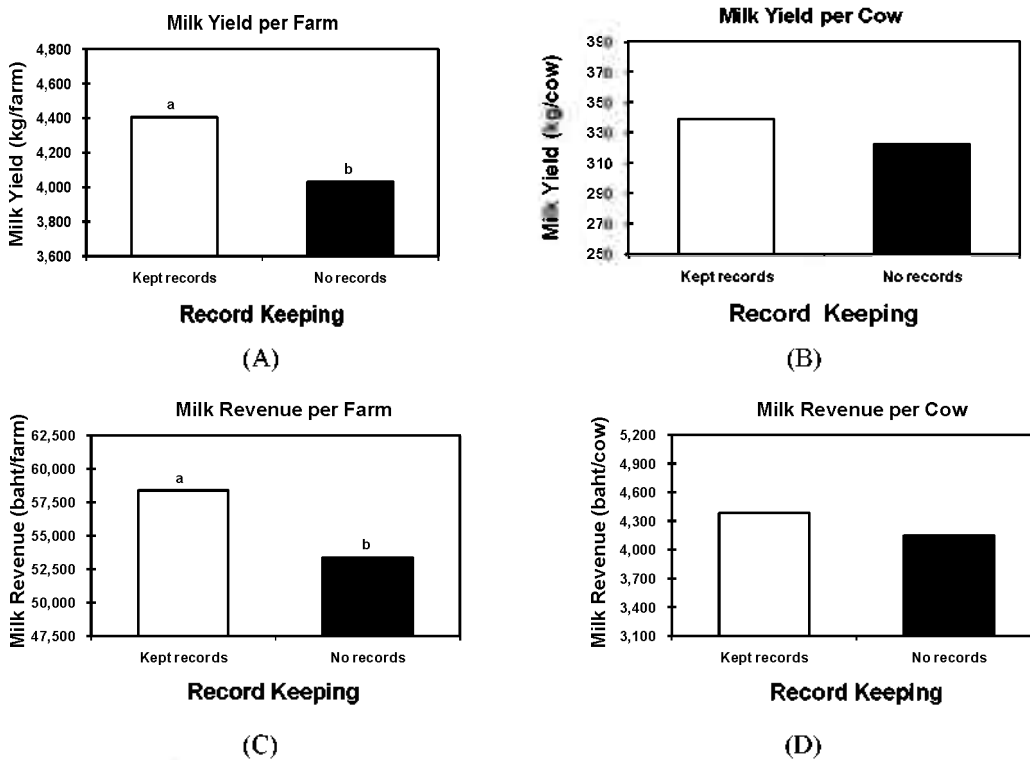 Milk Yield per Farm
4,800
4,600
4,400
4,200
4,000
3,800
3,600
Milk Yield (kg/farm)
a
b
Kept records
No records
Record Keeping
(A)
Milk Yield per Cow
390
370
350
330
310
290
270
250
Milk Yield (kg/cow)
Kept records
No records
Record Keeping
(B)
Milk Revenue per Farm
62,500
60,000
57,500
55,000
52,500
50,000
47,500
Milk Revenue (baht/farm)
a
b
Kept records
No records
Record Keeping
(C)
Milk Revenue per Cow
5,200
4,900
4,600
4,300
4,000
3,700
3,400
3,100
Milk Revenue (baht/cow)
Kept records
No records
Record Keeping
(D)